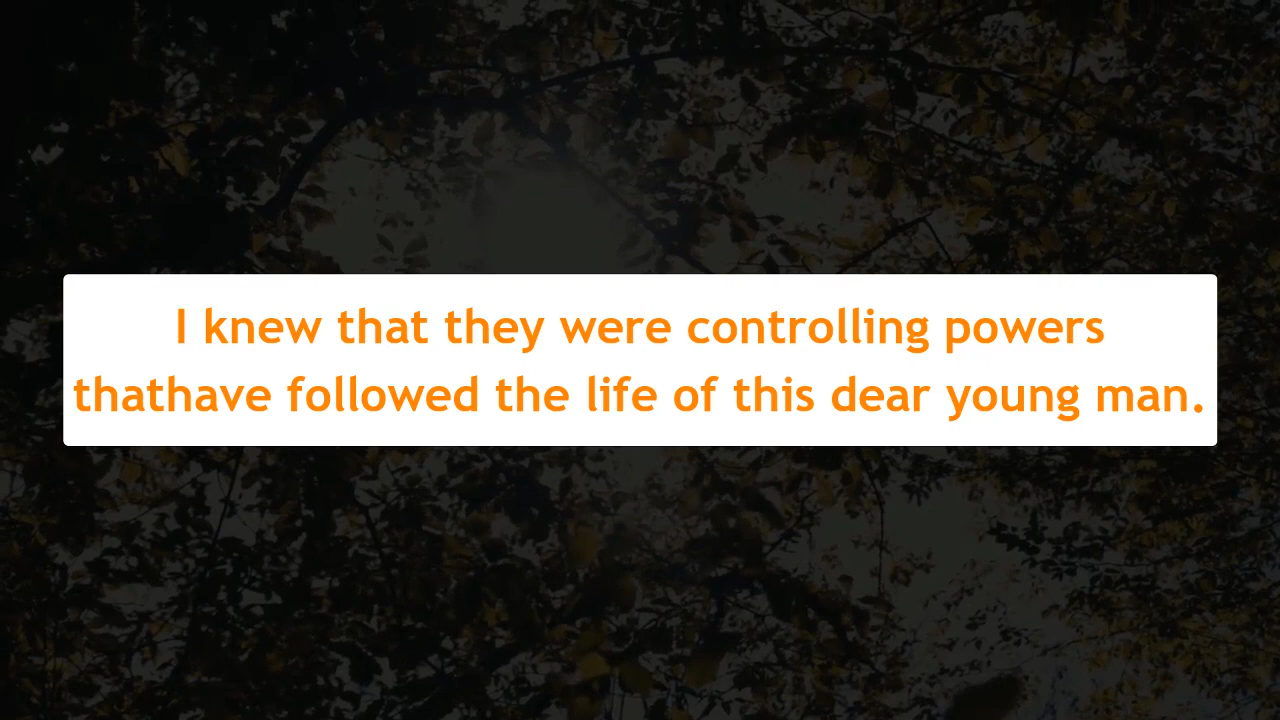 I knew that they were controlling powers
thathave followed the life of this dear young man.